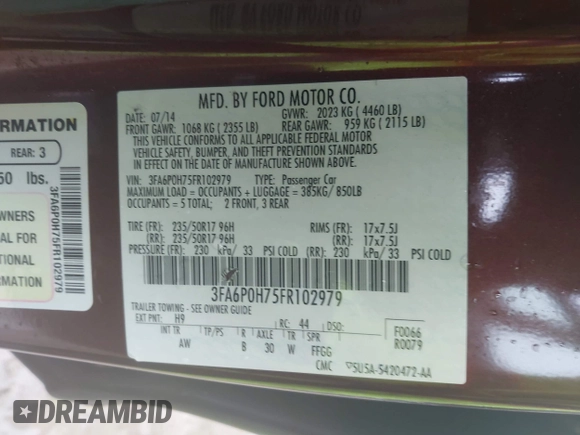 MFD. BY FORD MOTOR CO.
DATE: 07/14 GVWR: 2023 KG ( 4460 LB)
FRONT GAWR: 1068 KG ( 2355 LB) REAR GAWR: 959 KG ( 2115 LB)
THIS VEHICLE CONFORMS TO ALL APPLICABLE FEDERAL MOTOR
VEHICLE SAFETY, BUMPER, AND THEFT PREVENTION STANDARDS
IN EFFECT ON THE DATE OF MANUFACTURE SHOWN ABOVE.
VIN: 3FA6P0H75FR102979 TYPE: Passenger Car
MAXIMUM LOAD = OCCUPANTS + LUGGAGE = 385KG/ 850LB
OCCUPANTS = 5 TOTAL: 2 FRONT, 3 REAR
TIRE (FR): 235/50R17 96H RIMS (FR): 17x7.5J
(RR): 235/50R17 96H (RR): 17x7.5J
PRESSURE (FR): 230 kPa/ 33 PSI COLD (RR): 230 kPa/ 33 PSI COLD
3FA6P0H75FR102979
TRAILER TOWING - SEE OWNER GUIDE
EXT PNT: H9 RC: 44 DSO: F0066
R0079
INT TR TP/PS R AXLE TR SPR
AW B 30 W FFGG
CMC 5U5A-5420472-AA
ORMATION
REAR: 3
50 lbs.
OWNERS
AL FOR
ATION
3FA6P0H75FR102979
DREAMBID